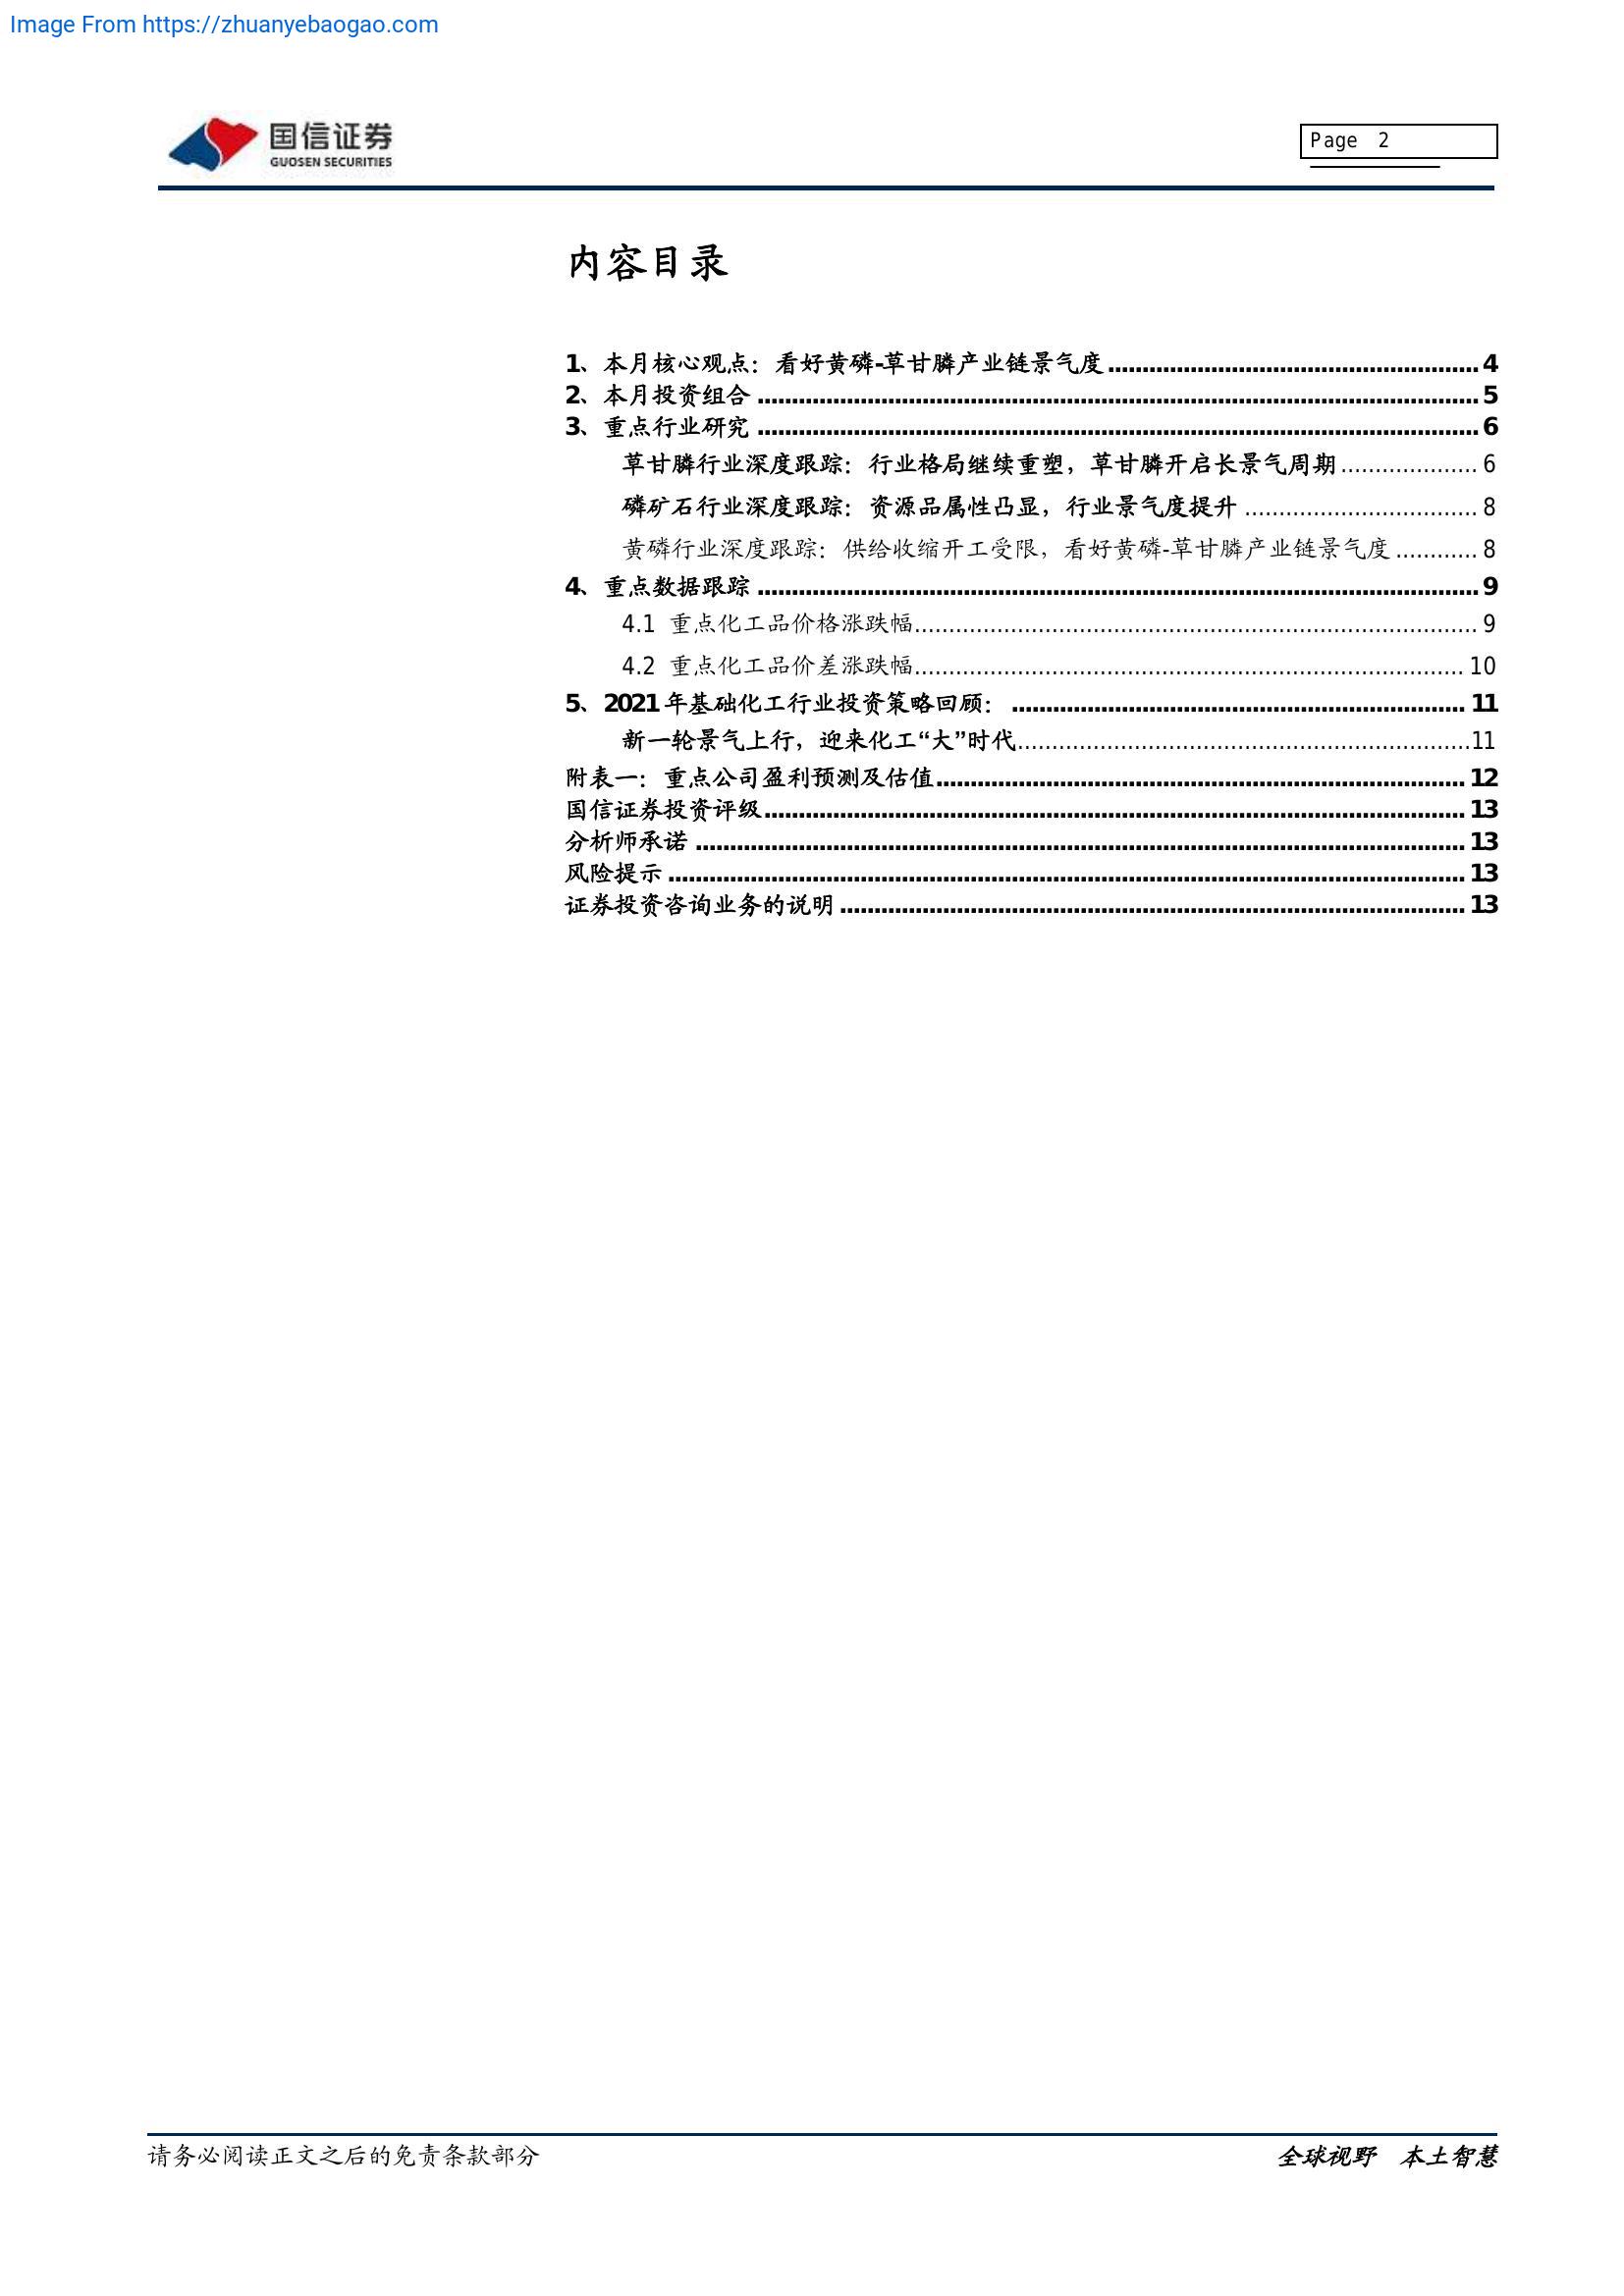 Image From https://zhuanyebaogao.com
国信证券
GUOSEN SECURITIES
Page 2
内容目录
1、本月核心观点：看好黄磷-草甘膦产业链景气度 4
2、本月投资组合 5
3、重点行业研究 6
草甘膦行业深度跟踪：行业格局继续重塑，草甘膦开启长景气周期 6
磷矿石行业深度跟踪：资源品属性凸显，行业景气度提升 8
黄磷行业深度跟踪：供给收缩开工受限，看好黄磷-草甘膦产业链景气度 8
4、重点数据跟踪 9
4.1 重点化工品价格涨跌幅 9
4.2 重点化工品价差涨跌幅 10
5、2021 年基础化工行业投资策略回顾： 11
新一轮景气上行，迎来化工“大”时代 11
附表一：重点公司盈利预测及估值 12
国信证券投资评级 13
分析师承诺 13
风险提示 13
证券投资咨询业务的说明 13
请务必阅读正文之后的免责条款部分
全球视野 本土智慧